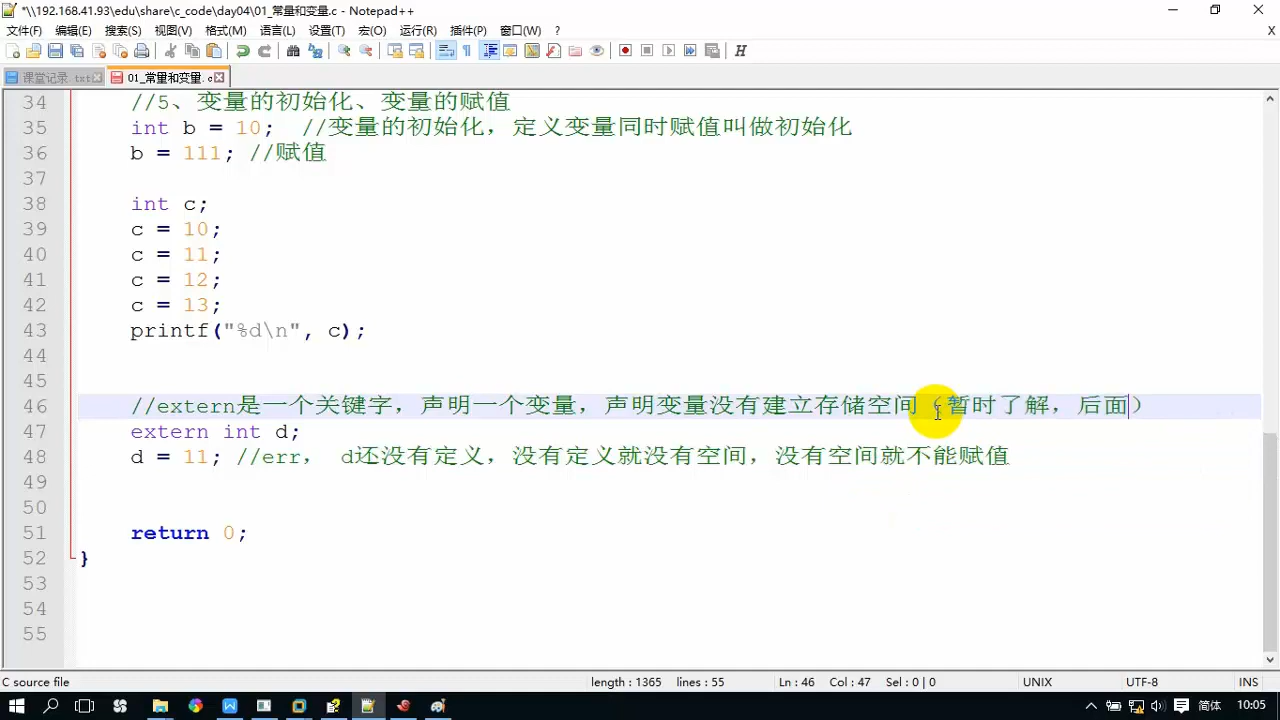 *\\192.168.41.93\edu\share\c_code\day04\01_常量和变量.c - Notepad++
文件(F) 编辑(E) 搜索(S) 视图(V) 格式(M) 语言(L) 设置(T) 宏(O) 运行(R) 插件(P) 窗口(W) ? X
课堂记录.txt 01_常量和变量.c
34 //5、变量的初始化、变量的赋值
35 int b = 10; //变量的初始化，定义变量同时赋值叫做初始化
36 b = 111; //赋值
37
38 int c;
39 c = 10;
40 c = 11;
41 c = 12;
42 c = 13;
43 printf("%d\n", c);
44
45
46 //extern是一个关键字，声明一个变量，声明变量没有建立存储空间（暂时了解，后面）
47 extern int d;
48 d = 11; //err， d还没有定义，没有定义就没有空间，没有空间就不能赋值
49
50
51 return 0;
52 }
53
54
55
C source file length : 1365 lines : 55 Ln : 46 Col : 47 Sel : 0 | 0 UNIX UTF-8 INS
简体 10:05